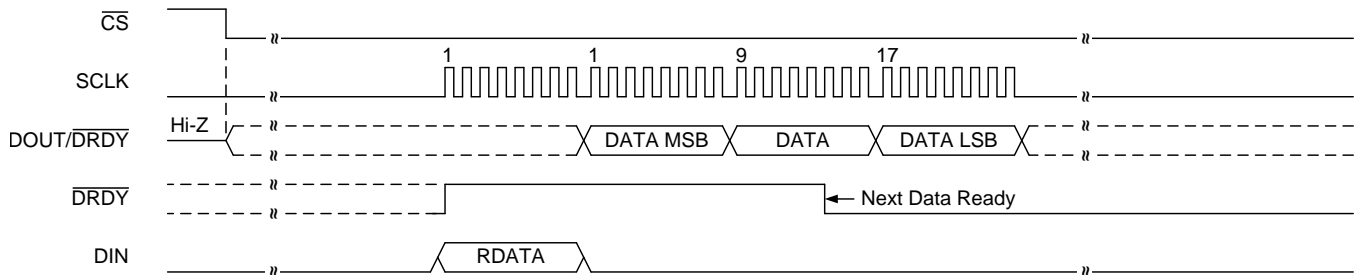 CS
SCLK
1 1 9 17
Hi-Z
DOUT/DRDY
DATA MSB DATA DATA LSB
DRDY
Next Data Ready
DIN
RDATA